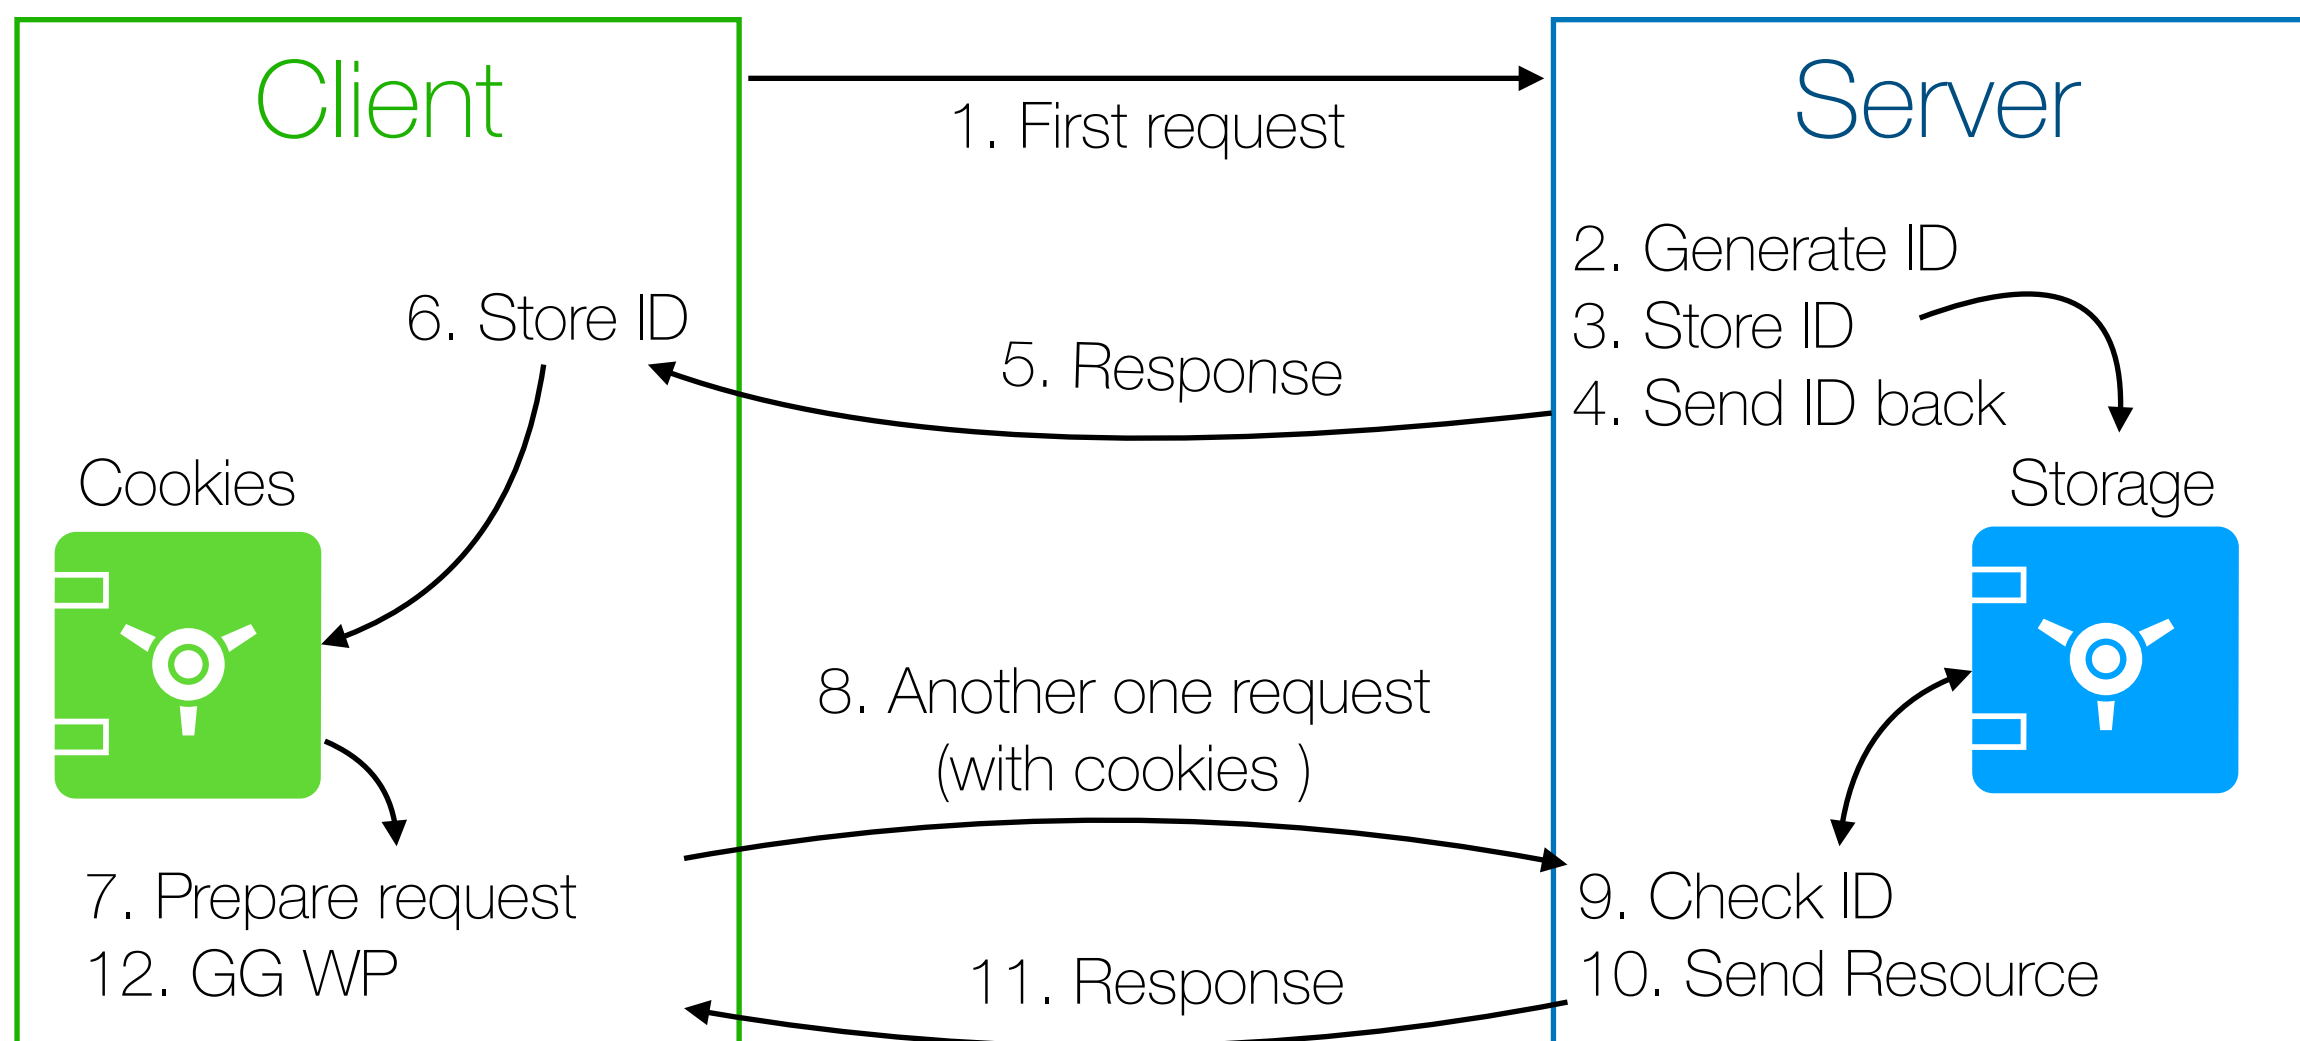 Client
1. First request
Server
2. Generate ID
3. Store ID
4. Send ID back
Storage
5. Response
6. Store ID
Cookies
7. Prepare request
8. Another one request
(with cookies )
9. Check ID
10. Send Resource
11. Response
12. GG WP